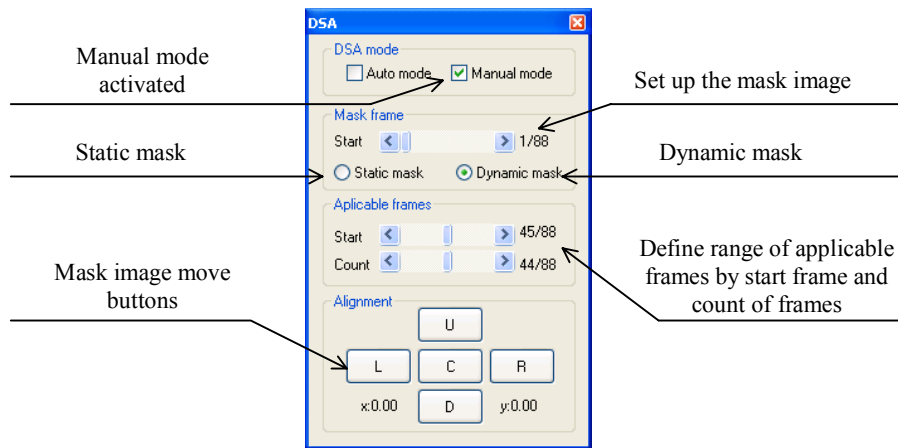 DSA
DSA mode
Auto mode
Manual mode
Manual mode
activated
Set up the mask image
Mask frame
Start
1/88
Static mask
Static mask
Dynamic mask
Dynamic mask
Aplicable frames
Start
45/88
Count
44/88
Define range of applicable
frames by start frame and
count of frames
Mask image move
buttons
Alignment
U
L
C
R
x:0.00
D
y:0.00